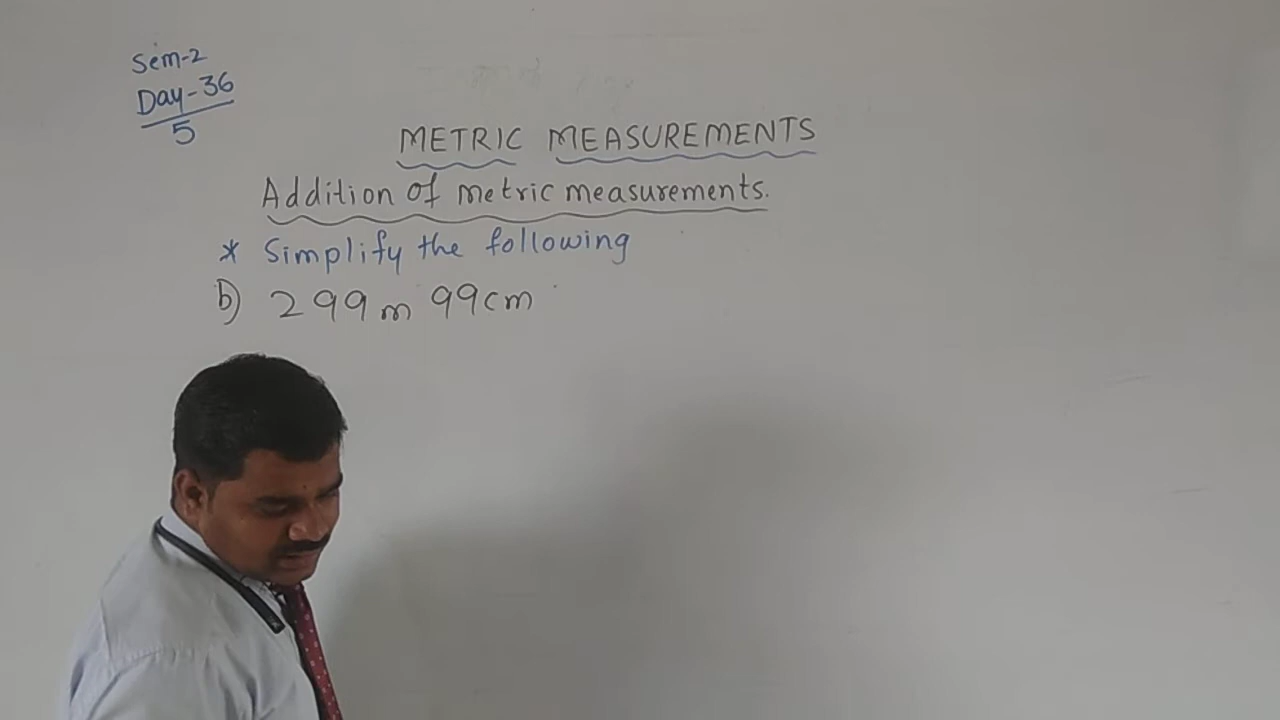 Sem-2
Day-36
5
METRIC MEASUREMENTS
Addition of metric measurements.
* Simplify the following
b) 299m 99cm